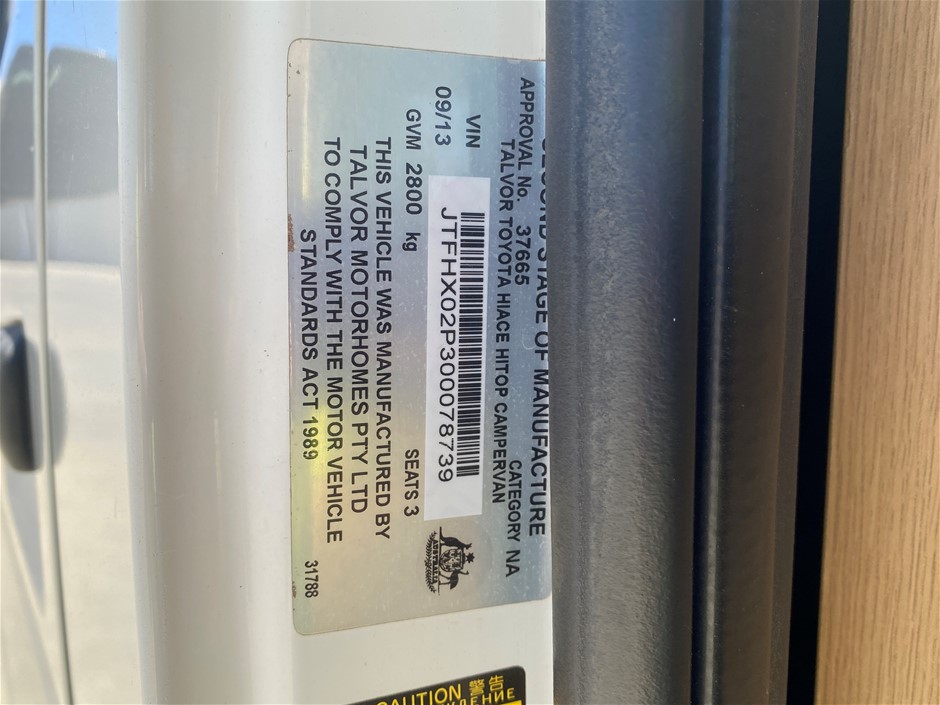 SECOND STAGE OF MANUFACTURE
APPROVAL No. 37665 CATEGORY NA
TALVOR TOYOTA HIACE HITOP CAMPERVAN
VIN
JTFHX02P300078739
AUSTRALIA
09/13
GVM 2800 kg SEATS 3
THIS VEHICLE WAS MANUFACTURED BY
TALVOR MOTORHOMES PTY LTD
TO COMPLY WITH THE MOTOR VEHICLE
STANDARDS ACT 1989
31788
CAUTION 警告